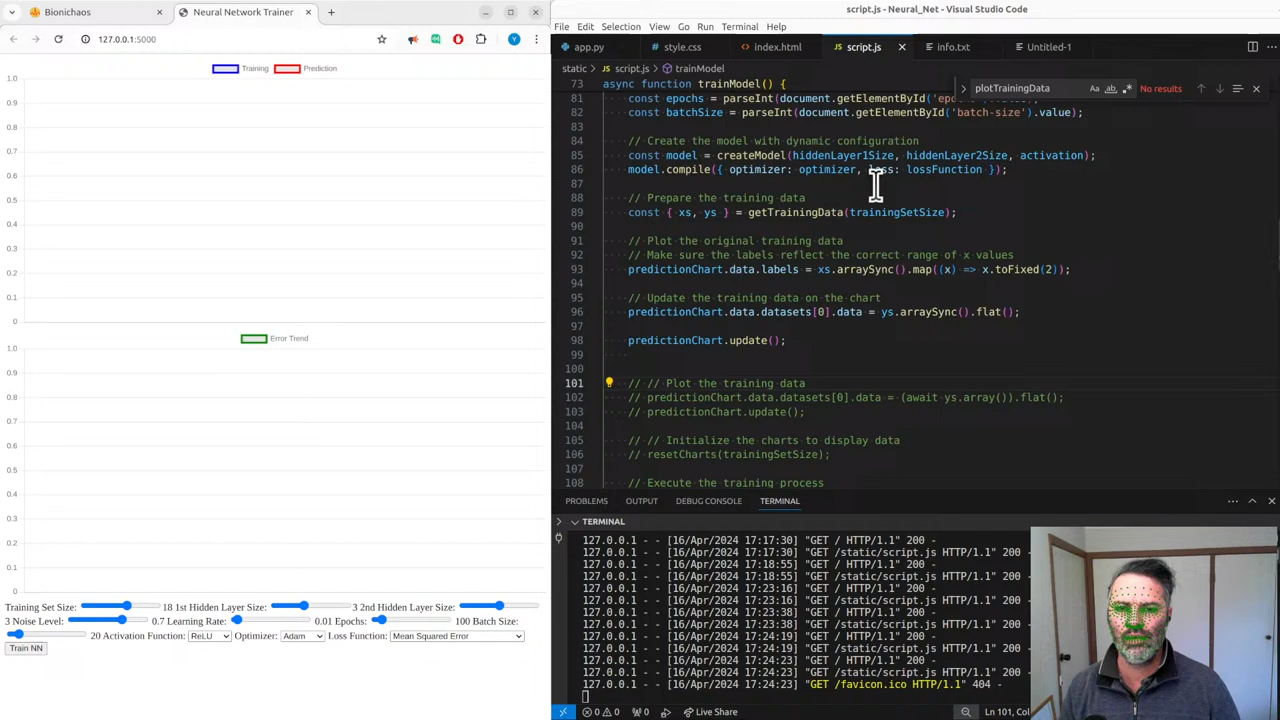 Bionichaos
Neural Network Trainer
127.0.0.1:5000
Training
Prediction
1.0
0.9
0.8
0.7
0.6
0.5
0.4
0.3
0.2
0.1
0
Error Trend
1.0
0.9
0.8
0.7
0.6
0.5
0.4
0.3
0.2
0.1
0
Training Set Size: 18 1st Hidden Layer Size: 3 2nd Hidden Layer Size:
3 Noise Level: 0.7 Learning Rate: 0.01 Epochs: 100 Batch Size:
20 Activation Function: ReLU Optimizer: Adam Loss Function: Mean Squared Error
Train NN
script.js - Neural_Net - Visual Studio Code
File Edit Selection View Go Run Terminal Help
app.py style.css index.html script.js info.txt Untitled-1
static > script.js > trainModel
73 async function trainModel() {
plotTrainingData Aa ab No results
81 const epochs = parseInt(document.getElementById('epochs').value);
82 const batchSize = parseInt(document.getElementById('batch-size').value);
83
84 // Create the model with dynamic configuration
85 const model = createModel(hiddenLayer1Size, hiddenLayer2Size, activation);
86 model.compile({ optimizer: optimizer, loss: lossFunction });
87
88 // Prepare the training data
89 const { xs, ys } = getTrainingData(trainingSetSize);
90
91 // Plot the original training data
92 // Make sure the labels reflect the correct range of x values
93 predictionChart.data.labels = xs.arraySync().map((x) => x.toFixed(2));
94
95 // Update the training data on the chart
96 predictionChart.data.datasets[0].data = ys.arraySync().flat();
97
98 predictionChart.update();
99
100
101 // // Plot the training data
102 // predictionChart.data.datasets[0].data = (await ys.array()).flat();
103 // predictionChart.update();
104
105 // // Initialize the charts to display data
106 // resetCharts(trainingSetSize);
107
108 // Execute the training process
PROBLEMS OUTPUT DEBUG CONSOLE TERMINAL
TERMINAL
127.0.0.1 - - [16/Apr/2024 17:17:30] "GET / HTTP/1.1" 200 -
127.0.0.1 - - [16/Apr/2024 17:17:30] "GET /static/script.js HTTP/1.1" 200 -
127.0.0.1 - - [16/Apr/2024 17:18:55] "GET / HTTP/1.1" 200 -
127.0.0.1 - - [16/Apr/2024 17:18:55] "GET /static/script.js HTTP/1.1" 200 -
127.0.0.1 - - [16/Apr/2024 17:23:16] "GET / HTTP/1.1" 200 -
127.0.0.1 - - [16/Apr/2024 17:23:16] "GET /static/script.js HTTP/1.1" 200 -
127.0.0.1 - - [16/Apr/2024 17:23:38] "GET / HTTP/1.1" 200 -
127.0.0.1 - - [16/Apr/2024 17:23:38] "GET /static/script.js HTTP/1.1" 200 -
127.0.0.1 - - [16/Apr/2024 17:24:19] "GET / HTTP/1.1" 200 -
127.0.0.1 - - [16/Apr/2024 17:24:19] "GET /static/script.js HTTP/1.1" 200 -
127.0.0.1 - - [16/Apr/2024 17:24:23] "GET / HTTP/1.1" 200 -
127.0.0.1 - - [16/Apr/2024 17:24:23] "GET /static/script.js HTTP/1.1" 200 -
127.0.0.1 - - [16/Apr/2024 17:24:23] "GET /favicon.ico HTTP/1.1" 404 -
0 0 0 Live Share Ln 101, Col